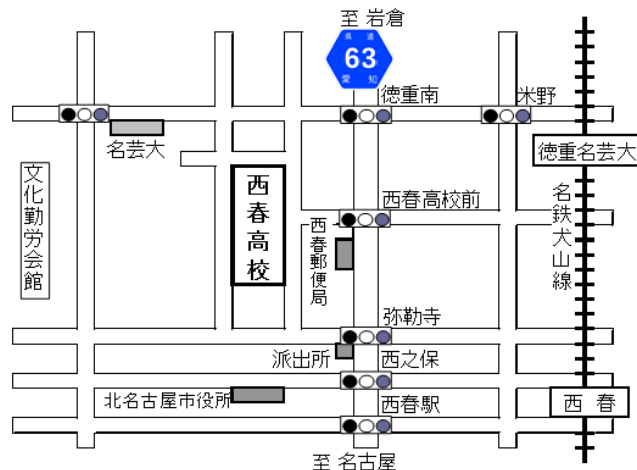 至 岩倉
県道
63
愛知
徳重南
米野
名芸大
徳重名芸大
文化勤労会館
西春高校
西春高校前
西春郵便局
名鉄犬山線
弥勒寺
派出所
西之保
北名古屋市役所
西春駅
西 春
至 名古屋